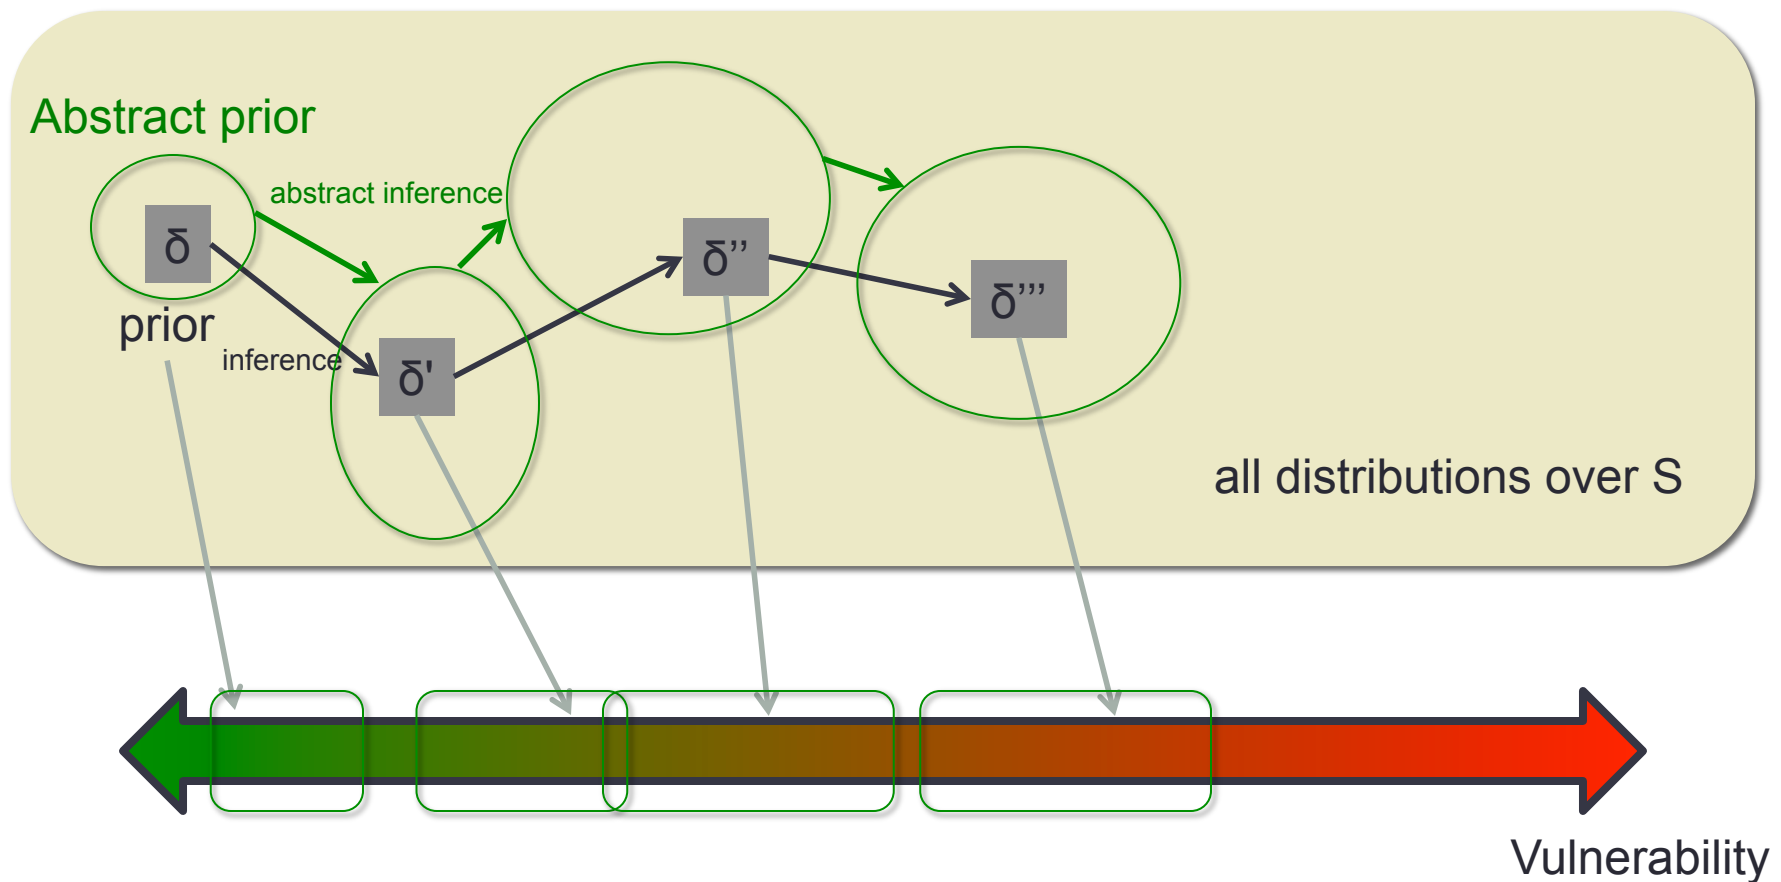 Abstract prior
abstract inference
δ
δ’’
δ’’’
prior
inference
δ'
all distributions over S
Vulnerability